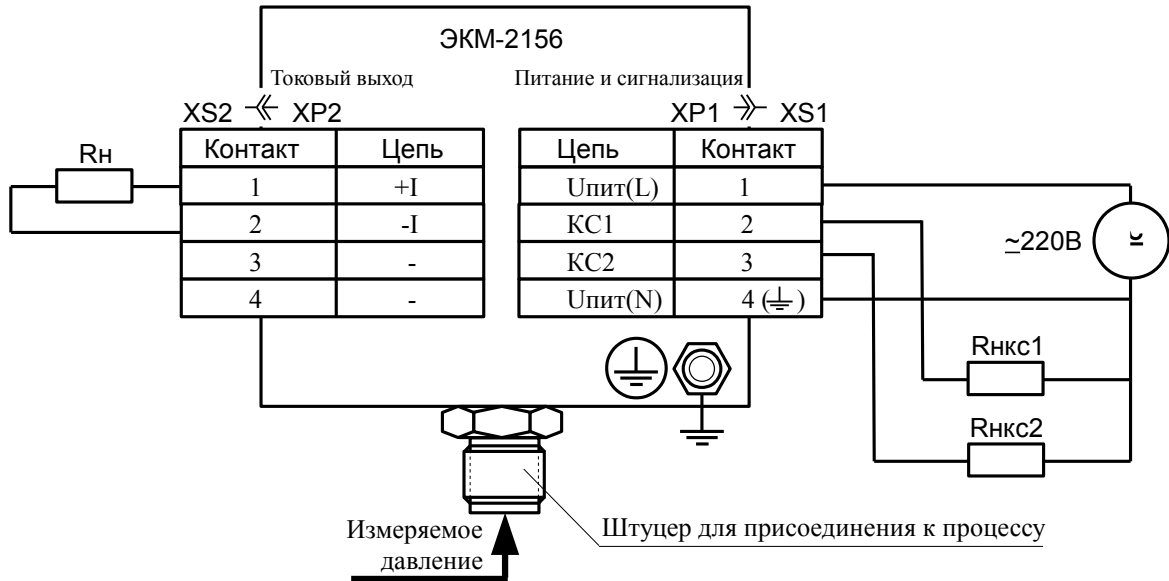 ЭКМ-2156
Токовый выход
Питание и сигнализация
XS2 XP2
XP1 XS1
Контакт Цепь
1 +I
2 -I
3 -
4 -
Цепь Контакт
Uпит(L) 1
КС1 2
КС2 3
Uпит(N) 4 ( )
Rн
~220В
Rнкс1
Rнкс2
Измеряемое
давление
Штуцер для присоединения к процессу